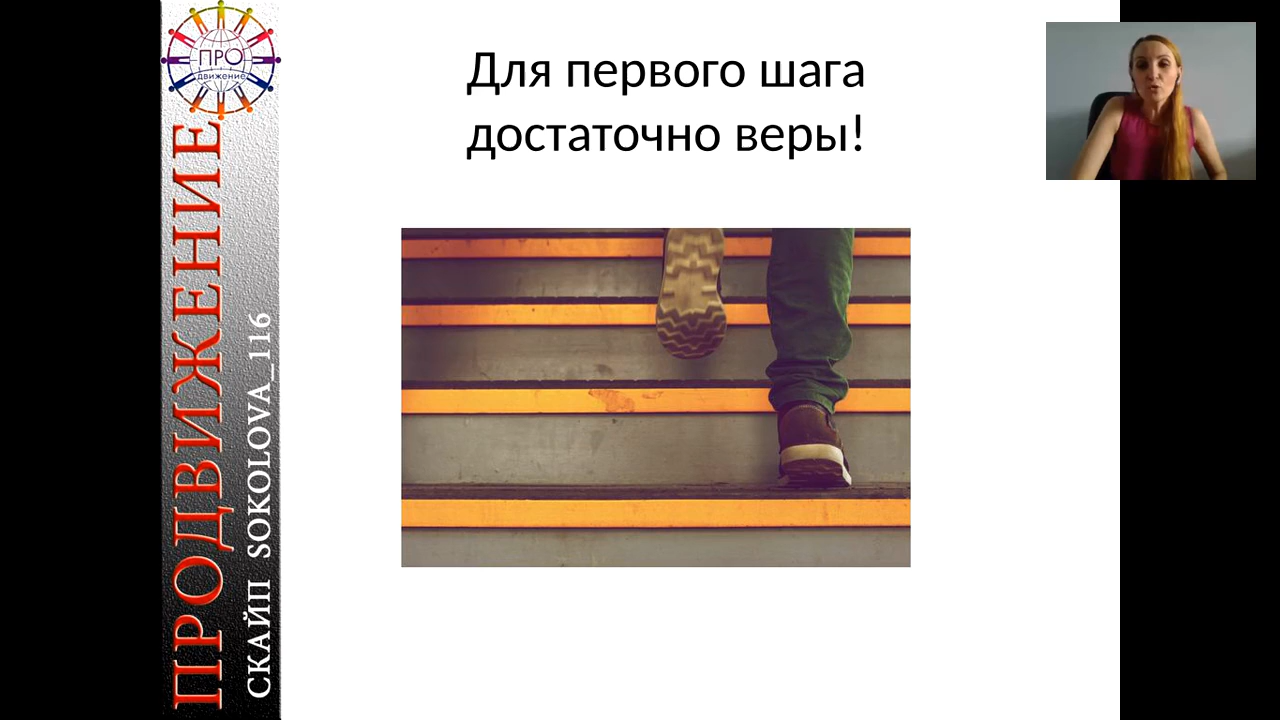 Для первого шага
достаточно веры!
ПРО
движение
ПРОДВИЖЕНИЕ
СКАЙП SOKOLOVA_116